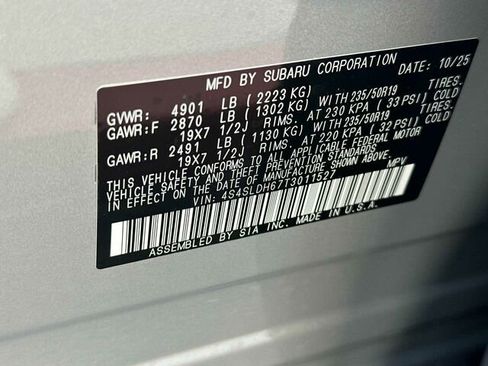 MFD BY SUBARU CORPORATION DATE: 10/25
GVWR: 4901 LB ( 2223 KG)
GAWR:F 2870 LB ( 1302 KG) WITH 235/50R19 TIRES.
19X7 1/2J RIMS. AT 230 KPA ( 33 PSI) COLD
GAWR:R 2491 LB ( 1130 KG) WITH 235/50R19 TIRES.
19X7 1/2J RIMS. AT 220 KPA ( 32 PSI) COLD
THIS VEHICLE CONFORMS TO ALL APPLICABLE FEDERAL MOTOR
VEHICLE SAFETY AND THEFT PREVENTION STANDARDS
IN EFFECT ON THE DATE OF MANUFACTURE SHOWN ABOVE.
VIN: 4S4SLDH67T3011527 MPV
ASSEMBLED BY SIA INC. MADE IN U.S.A.